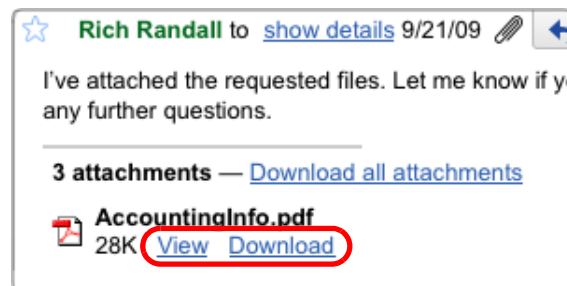 Rich Randall to show details 9/21/09
I've attached the requested files. Let me know if
any further questions.
3 attachments — Download all attachments
AccountingInfo.pdf
28K View Download